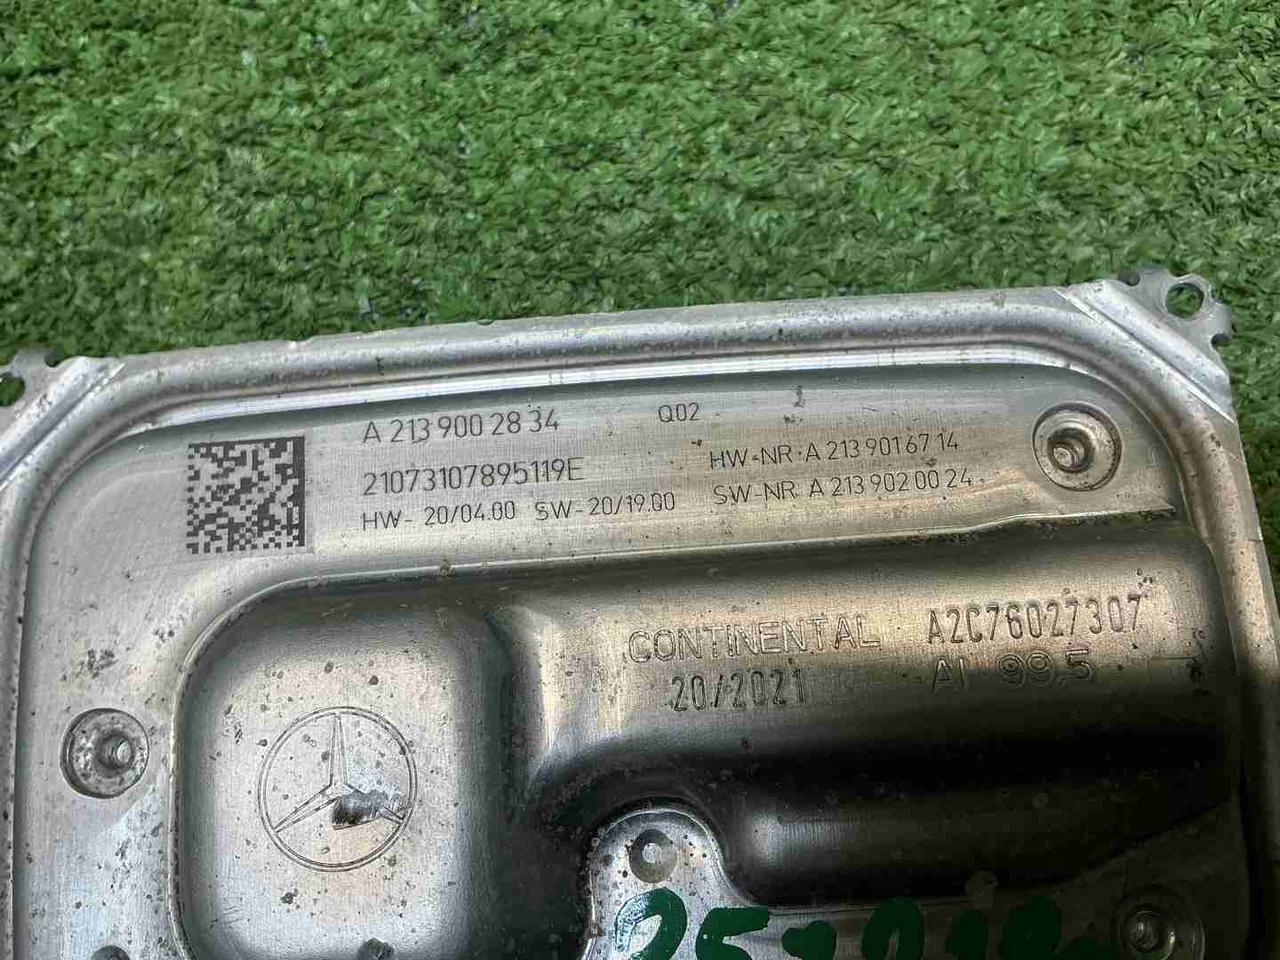 A 213 900 28 34 Q02
21073107895119E HW-NR A 213 901 67 14
HW- 20/04.00 SW-20/19.00 SW-NR. A 213 902 00 24
CONTINENTAL A2C76027307
20/2021 Al 99,5